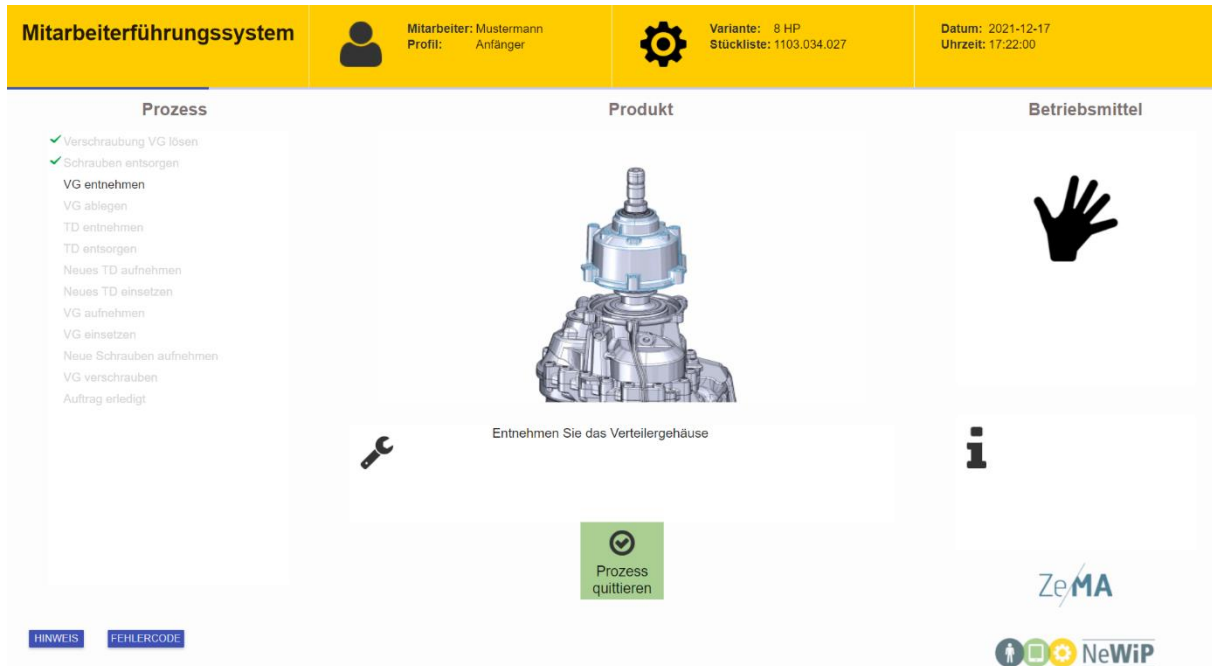 Mitarbeiterführungssystem
Mitarbeiter: Mustermann
Profil: Anfänger
Variante: 8 HP
Stückliste: 1103.034.027
Datum: 2021-12-17
Uhrzeit: 17:22:00
Prozess
Verschraubung VG lösen
Schrauben entsorgen
VG entnehmen
VG ablegen
TD entnehmen
TD entsorgen
Neues TD aufnehmen
Neues TD einsetzen
VG aufnehmen
VG einsetzen
Neue Schrauben aufnehmen
VG verschrauben
Auftrag erledigt
Produkt
Entnehmen Sie das Verteilergehäuse
Prozess
quittieren
Betriebsmittel
HINWEIS
FEHLERCODE
ZeMA
NeWiP